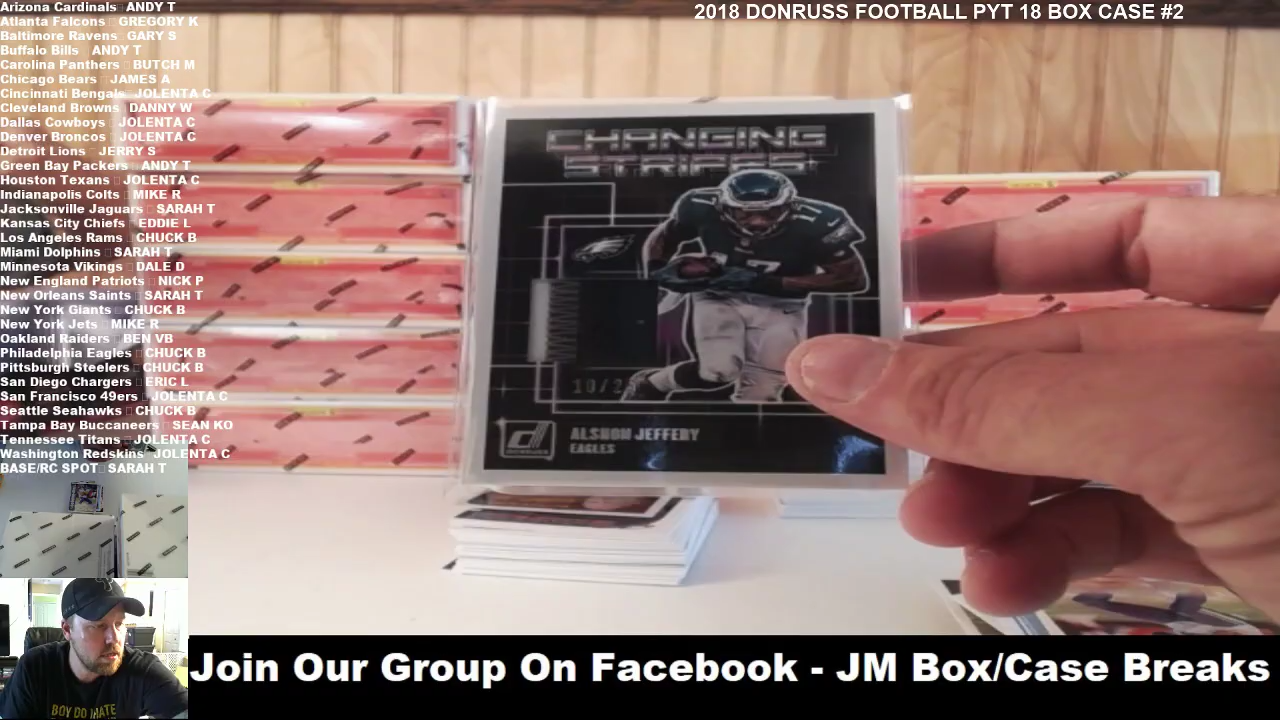 2018 DONRUSS FOOTBALL PYT 18 BOX CASE #2
Arizona Cardinals ANDY T
Atlanta Falcons GREGORY K
Baltimore Ravens GARY S
Buffalo Bills ANDY T
Carolina Panthers BUTCH M
Chicago Bears JAMES A
Cincinnati Bengals JOLENTA C
Cleveland Browns DANNY W
Dallas Cowboys JOLENTA C
Denver Broncos JOLENTA C
Detroit Lions JERRY S
Green Bay Packers ANDY T
Houston Texans JOLENTA C
Indianapolis Colts MIKE R
Jacksonville Jaguars SARAH T
Kansas City Chiefs EDDIE L
Los Angeles Rams CHUCK B
Miami Dolphins SARAH T
Minnesota Vikings DALE D
New England Patriots NICK P
New Orleans Saints SARAH T
New York Giants CHUCK B
New York Jets MIKE R
Oakland Raiders BEN VB
Philadelphia Eagles CHUCK B
Pittsburgh Steelers CHUCK B
San Diego Chargers ERIC L
San Francisco 49ers JOLENTA C
Seattle Seahawks CHUCK B
Tampa Bay Buccaneers SEAN KO
Tennessee Titans JOLENTA C
Washington Redskins JOLENTA C
BASE/RC SPOT SARAH T
CHANGING
STRIPES
17
17
d
DONRUSS
ALSHON JEFFERY
EAGLES
BOY DO I HATE
Join Our Group On Facebook - JM Box/Case Breaks